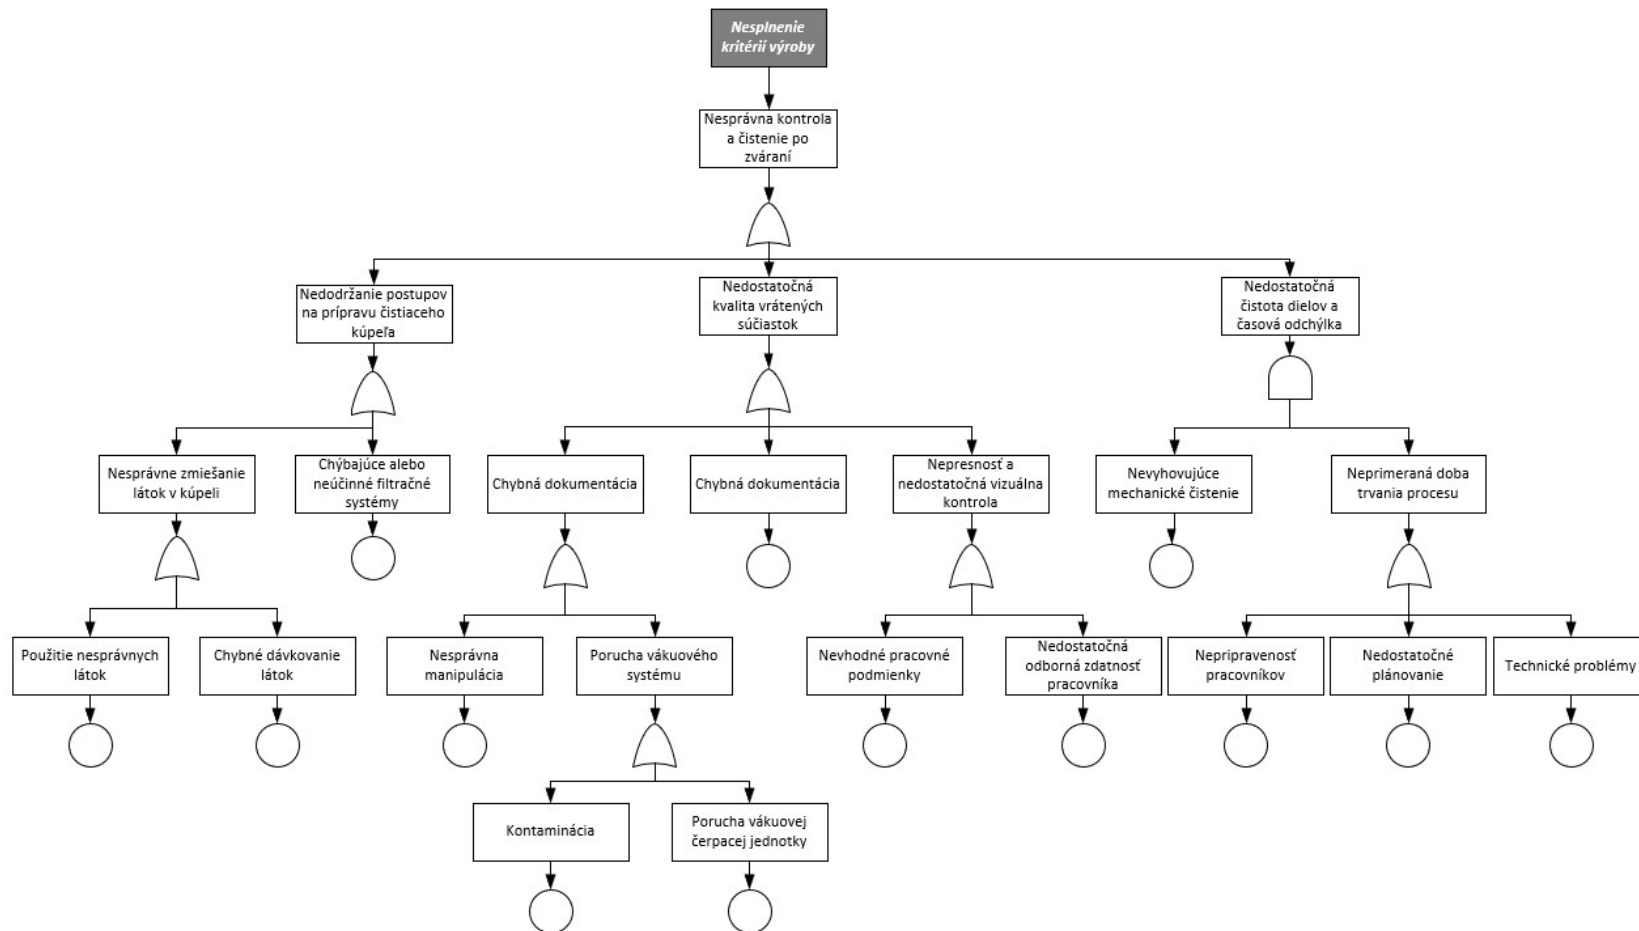 Nesplnenie
kritérií výroby
Nesprávna kontrola
a čistenie po
zváraní
Nedodržanie postupov
na prípravu čistiaceho
kúpeľa
Nedostatočná
kvalita vrátených
súčiastok
Nedostatočná
čistota dielov a
časová odchýlka
Nesprávne zmiešanie
látok v kúpeli
Chýbajúce alebo
neúčinné filtračné
systémy
Chybná dokumentácia
Chybná dokumentácia
Nepresnosť a
nedostatočná vizuálna
kontrola
Nevyhovujúce
mechanické čistenie
Neprimeraná doba
trvania procesu
Použitie nesprávnych
látok
Chybné dávkovanie
látok
Nesprávna
manipulácia
Porucha vákuového
systému
Nevhodné pracovné
podmienky
Nedostatočná
odborná zdatnosť
pracovníka
Nepripravenosť
pracovníkov
Nedostatočné
plánovanie
Technické problémy
Kontaminácia
Porucha vákuovej
čerpacej jednotky